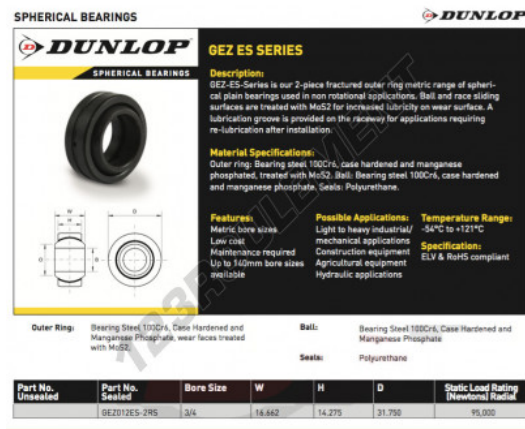 SPHERICAL BEARINGS
DUNLOP
DUNLOP
SPHERICAL BEARINGS
GEZ ES SERIES
Description:
GEZ-ES-Series is our 2-piece fractured outer ring metric range of spheri-
cal plain bearings used in non rotational applications. Ball and race sliding
surfaces are treated with MoS2 for increased lubricity on wear surface. A
lubrication groove is provided on the raceway for applications requiring
re-lubrication after installation.
Material Specifications:
Outer ring: Bearing steel 100Cr6, case hardened and manganese
phosphated, treated with MoS2. Ball: Bearing steel 100Cr6, case hardened
and manganese phosphate. Seals: Polyurethane.
Features:
Metric bore sizes
Low cost
Maintenance required
Up to 140mm bore sizes
available
Possible Applications:
Light to heavy industrial/
mechanical applications
Construction equipment
Agricultural equipment
Hydraulic applications
Temperature Range:
-54°C to +121°C
Specification:
ELV & RoHS compliant
W
H
D
Outer Ring:
Bearing Steel 100Cr6, Case Hardened and
Manganese Phosphate, wear faces treated
with MoS2.
Ball:
Bearing Steel 100Cr6, Case Hardened and
Manganese Phosphate
Seals:
Polyurethane
Part No. Unsealed
Part No. Sealed
Bore Size
W
H
D
Static Load Rating
(Newtons) Radial
GEZ012ES-2RS 3/4 16.662 14.275 31.750 95,000
123ROULEMENT